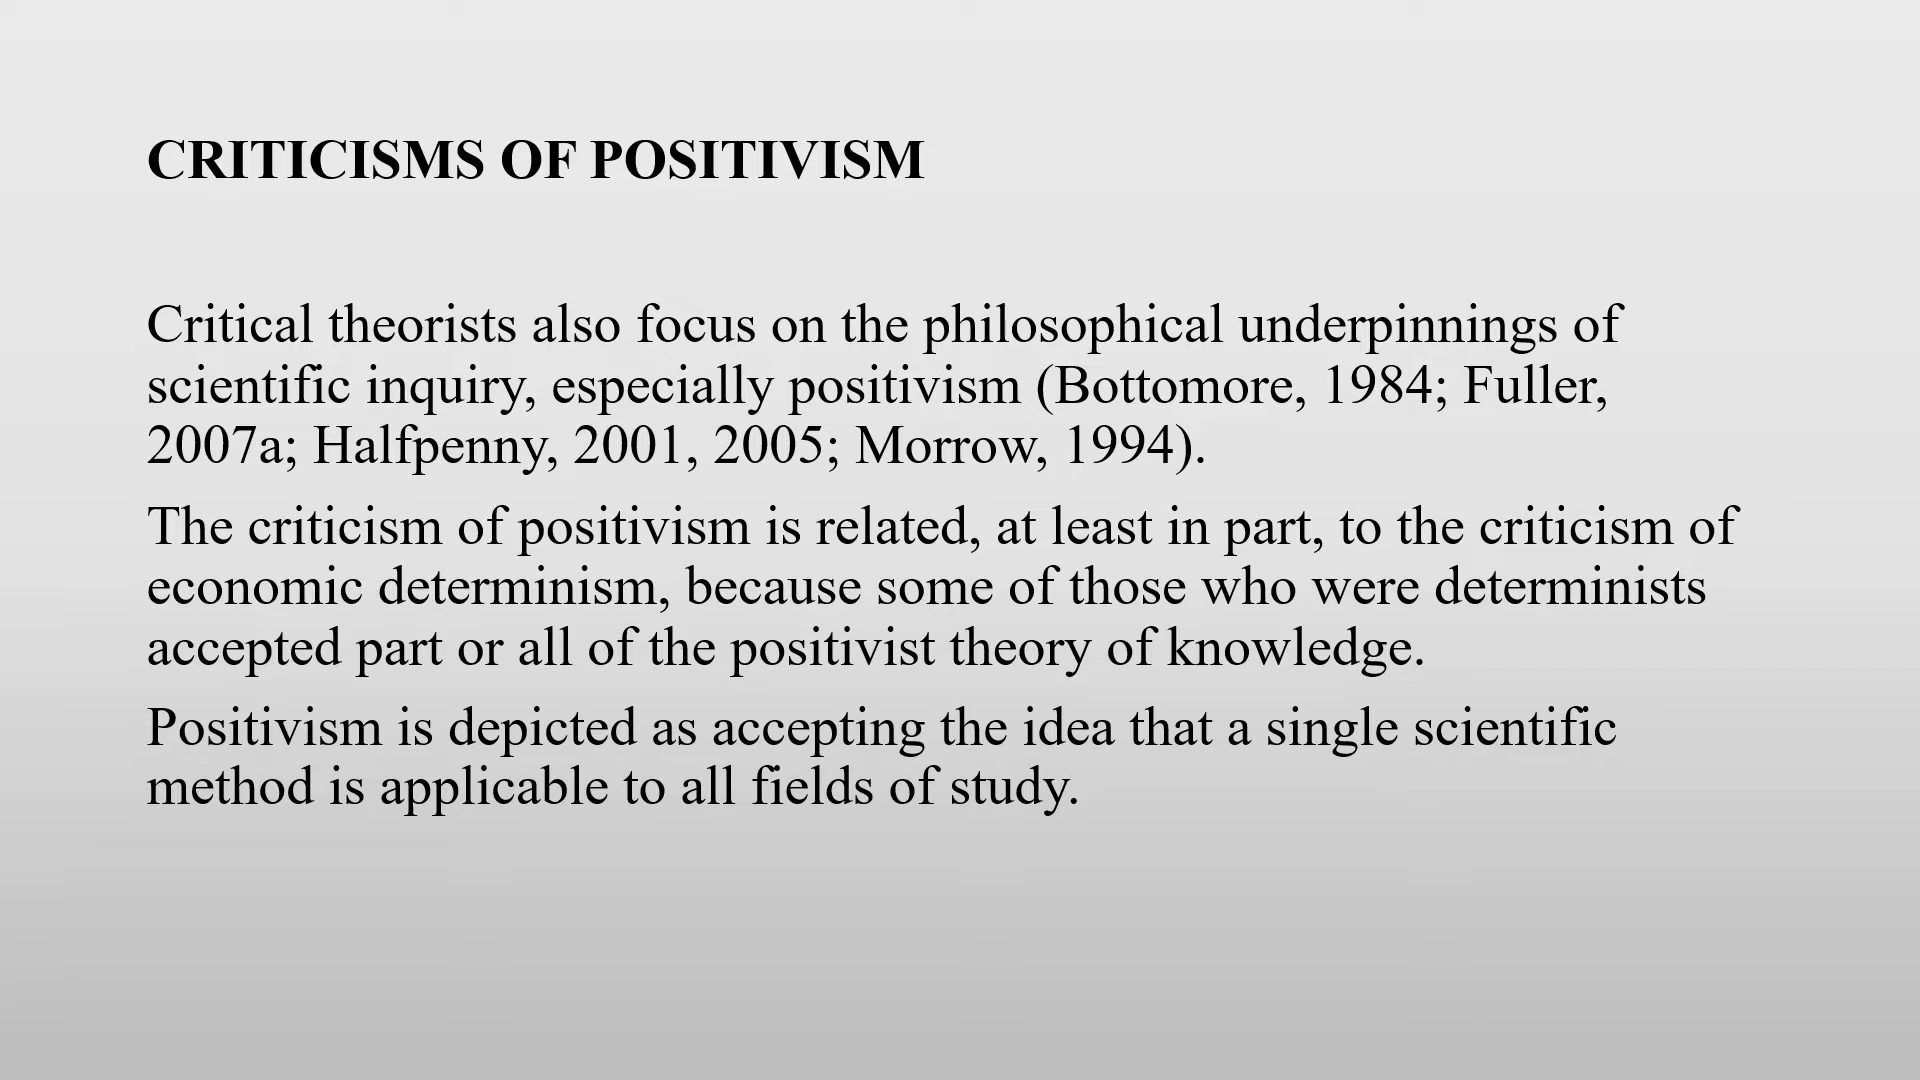 CRITICISMS OF POSITIVISM
Critical theorists also focus on the philosophical underpinnings of
scientific inquiry, especially positivism (Bottomore, 1984; Fuller,
2007a; Halfpenny, 2001, 2005; Morrow, 1994).
The criticism of positivism is related, at least in part, to the criticism of
economic determinism, because some of those who were determinists
accepted part or all of the positivist theory of knowledge.
Positivism is depicted as accepting the idea that a single scientific
method is applicable to all fields of study.